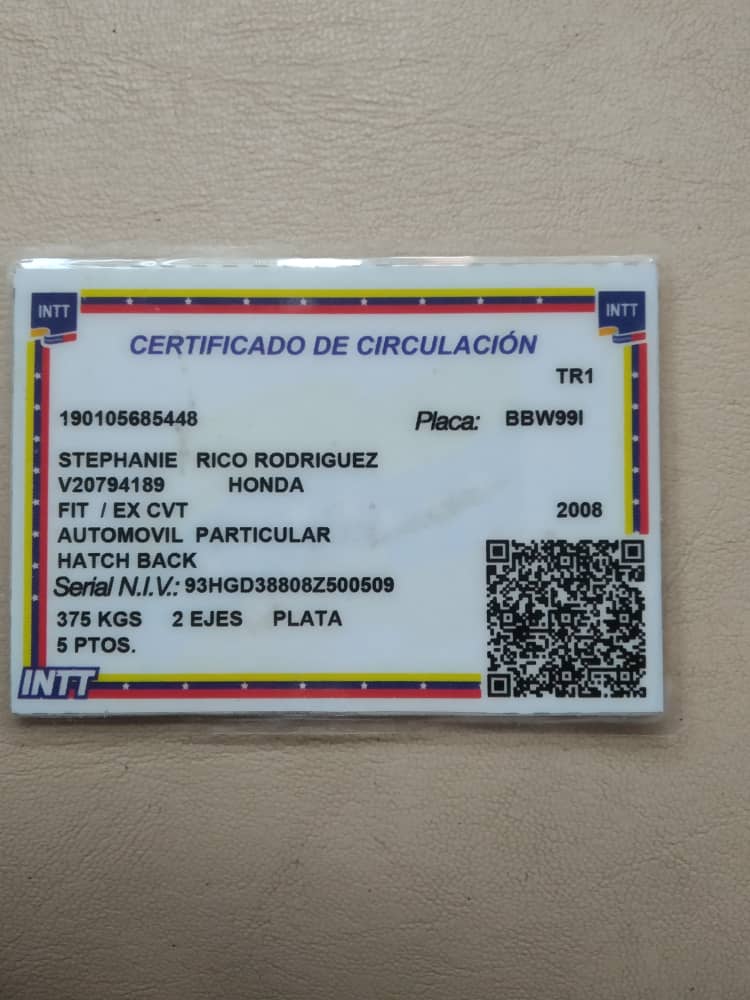 INTT INTT
CERTIFICADO DE CIRCULACIÓN
TR1
190105685448 Placa: BBW99I
STEPHANIE RICO RODRIGUEZ
V20794189 HONDA
FIT / EX CVT 2008
AUTOMOVIL PARTICULAR
HATCH BACK
Serial N.I.V.: 93HGD38808Z500509
375 KGS 2 EJES PLATA
5 PTOS.
INTT